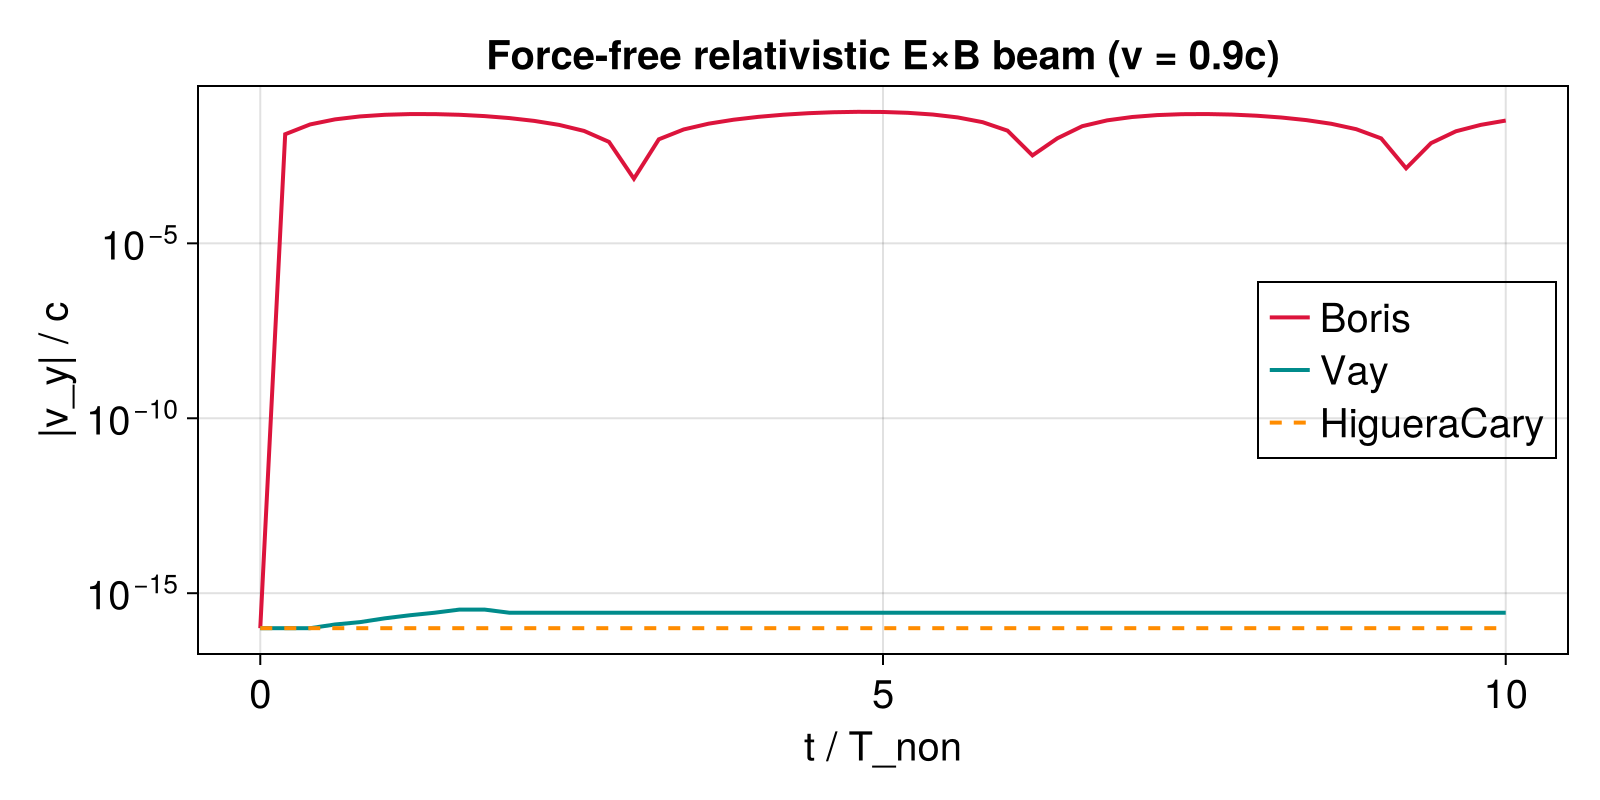 Force-free relativistic E×B beam (v = 0.9c)
|v_y| / c
10⁻⁵
10⁻¹⁰
10⁻¹⁵
Boris
Vay
HigueraCary
0 5 10
t / T_non